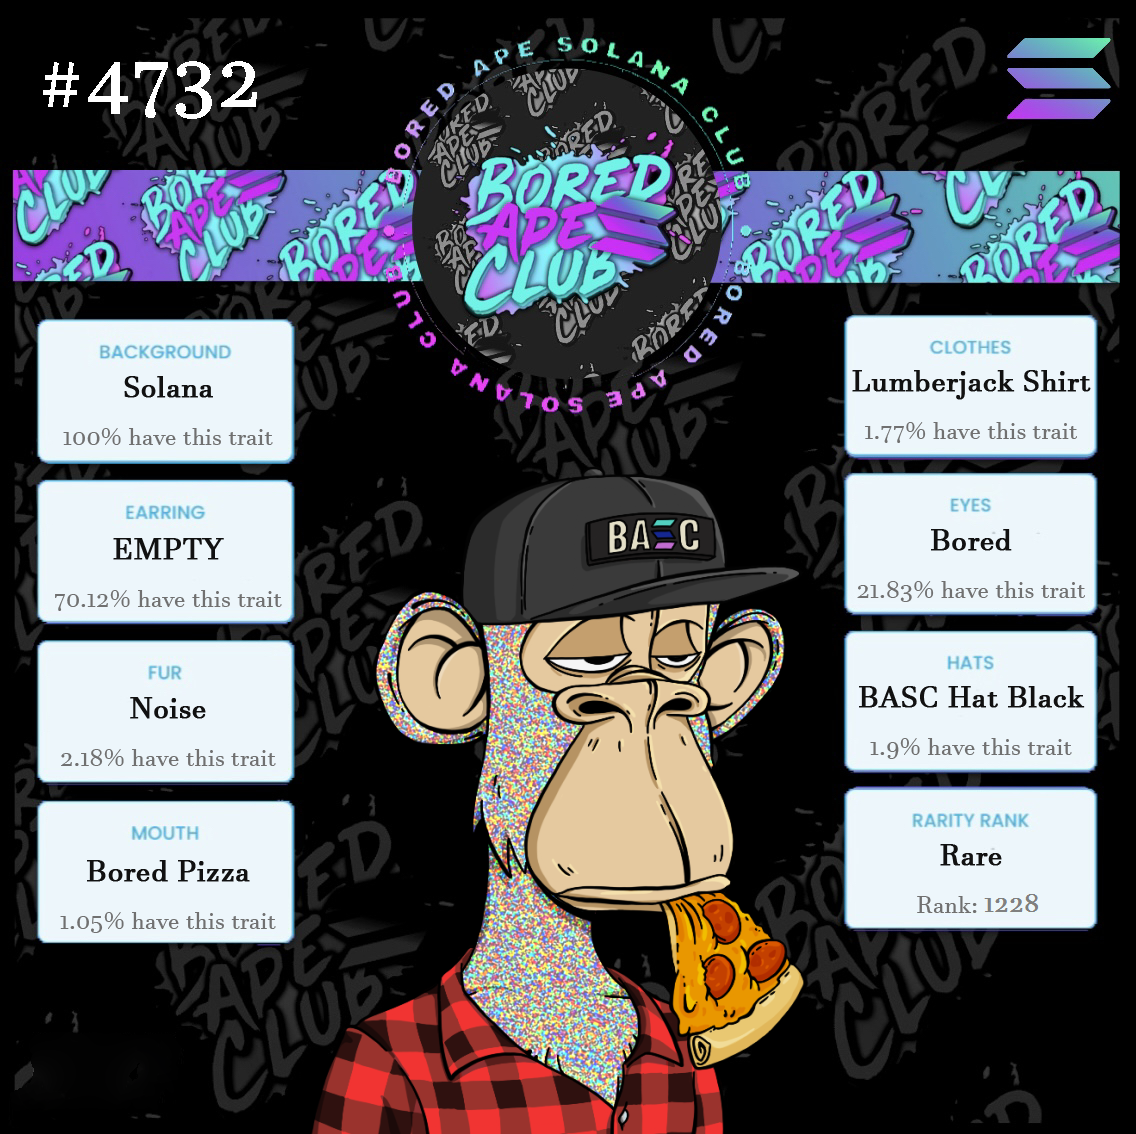 #4732
BORED APE SOLANA CLUB
BORED APE SOLANA CLUB
BORED
APE
CLUB
BACKGROUND
Solana
100% have this trait
EARRING
EMPTY
70.12% have this trait
FUR
Noise
2.18% have this trait
MOUTH
Bored Pizza
1.05% have this trait
CLOTHES
Lumberjack Shirt
1.77% have this trait
EYES
Bored
21.83% have this trait
HATS
BASC Hat Black
1.9% have this trait
RARITY RANK
Rare
Rank: 1228
BASC